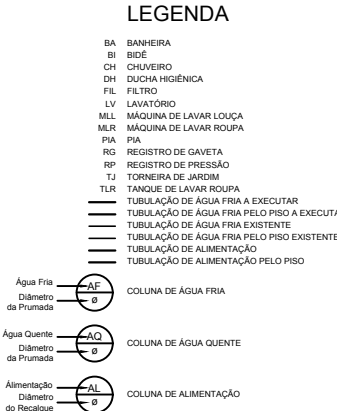 LEGENDA
BA BANHEIRA
BI BIDÊ
CH CHUVEIRO
DH DUCHA HIGIÊNICA
FIL FILTRO
LV LAVATÓRIO
MLL MÁQUINA DE LAVAR LOUÇA
MLR MÁQUINA DE LAVAR ROUPA
PIA PIA
RG REGISTRO DE GAVETA
RP REGISTRO DE PRESSÃO
TJ TORNEIRA DE JARDIM
TLR TANQUE DE LAVAR ROUPA
TUBULAÇÃO DE ÁGUA FRIA A EXECUTAR
TUBULAÇÃO DE ÁGUA FRIA PELO PISO A EXECUTA
TUBULAÇÃO DE ÁGUA FRIA EXISTENTE
TUBULAÇÃO DE ÁGUA FRIA PELO PISO EXISTENTE
TUBULAÇÃO DE ALIMENTAÇÃO
TUBULAÇÃO DE ALIMENTAÇÃO PELO PISO
Água Fria
AF
Diâmetro
da Prumada
ø
COLUNA DE ÁGUA FRIA
Água Quente
AQ
Diâmetro
da Prumada
ø
COLUNA DE ÁGUA QUENTE
Álimentação
AL
Diâmetro
do Recalque
ø
COLUNA DE ALIMENTAÇÃO